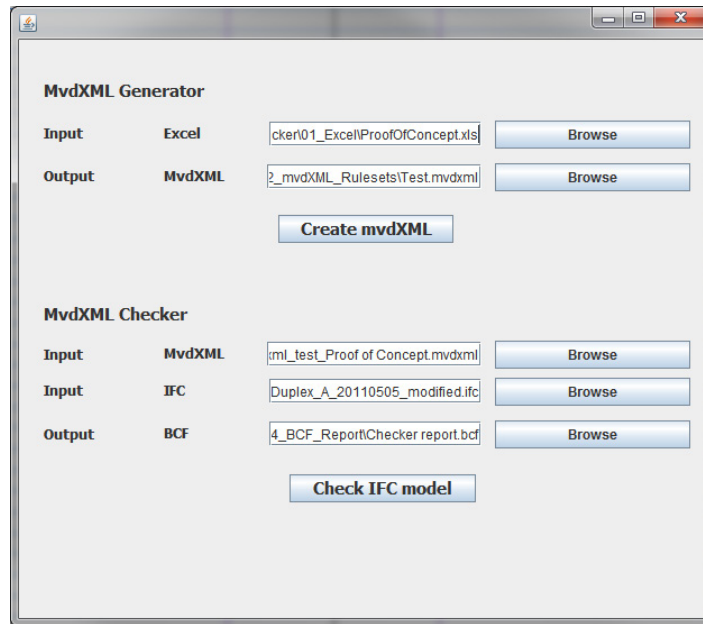 MvdXML Generator
Input Excel cker\01_Excel\ProofOfConcept.xls Browse
Output MvdXML 2_mvdXML_Rulesets\Test.mvdxml Browse
Create mvdXML
MvdXML Checker
Input MvdXML xml_test_Proof of Concept.mvdxml Browse
Input IFC Duplex_A_20110505_modified.ifc Browse
Output BCF 4_BCF_Report\Checker report.bcf Browse
Check IFC model